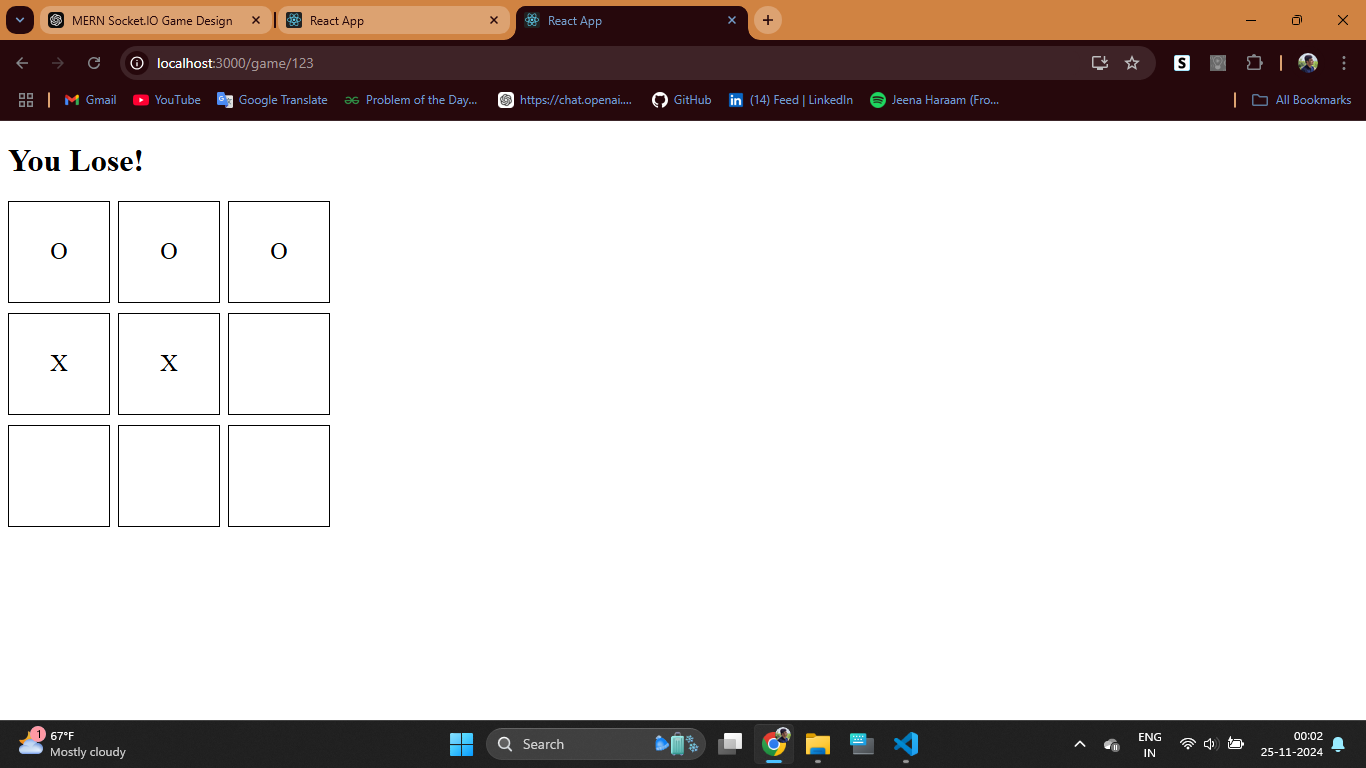 MERN Socket.IO Game Design
React App
React App
localhost:3000/game/123
Gmail
YouTube
Google Translate
Problem of the Day...
https://chat.openai....
GitHub
(14) Feed | LinkedIn
Jeena Haraam (Fro...
All Bookmarks
You Lose!
O O O
X X
1
67°F
Mostly cloudy
Search
ENG
IN
00:02
25-11-2024